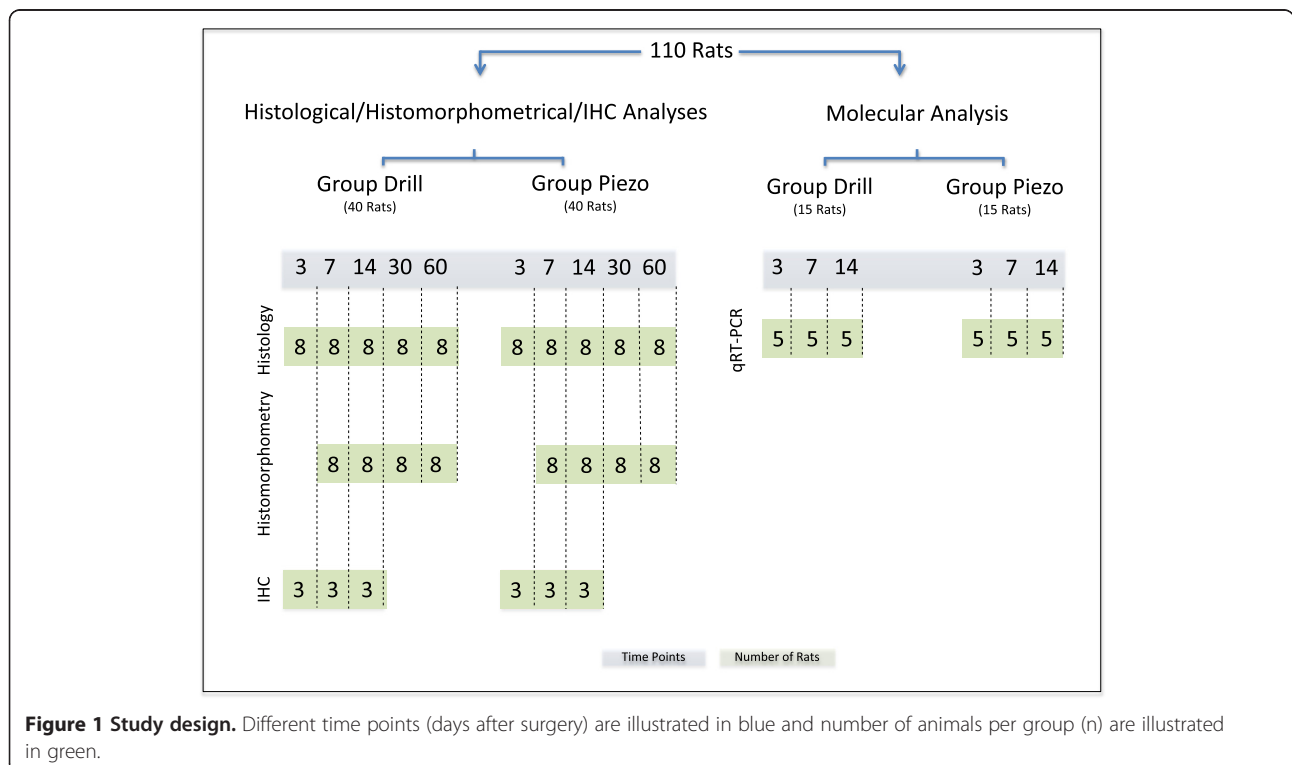 110 Rats
Histological/Histomorphometrical/IHC Analyses
Molecular Analysis
Group Drill
(40 Rats)
Group Piezo
(40 Rats)
Group Drill
(15 Rats)
Group Piezo
(15 Rats)
3 7 14 30 60 3 7 14 30 60 3 7 14 3 7 14
Histology
8 8 8 8 8 8 8 8 8 8
qRT-PCR
5 5 5 5 5 5
Histomorphometry
8 8 8 8 8 8 8 8
IHC
3 3 3 3 3 3
Time Points
Number of Rats
Figure 1 Study design. Different time points (days after surgery) are illustrated in blue and number of animals per group (n) are illustrated
in green.